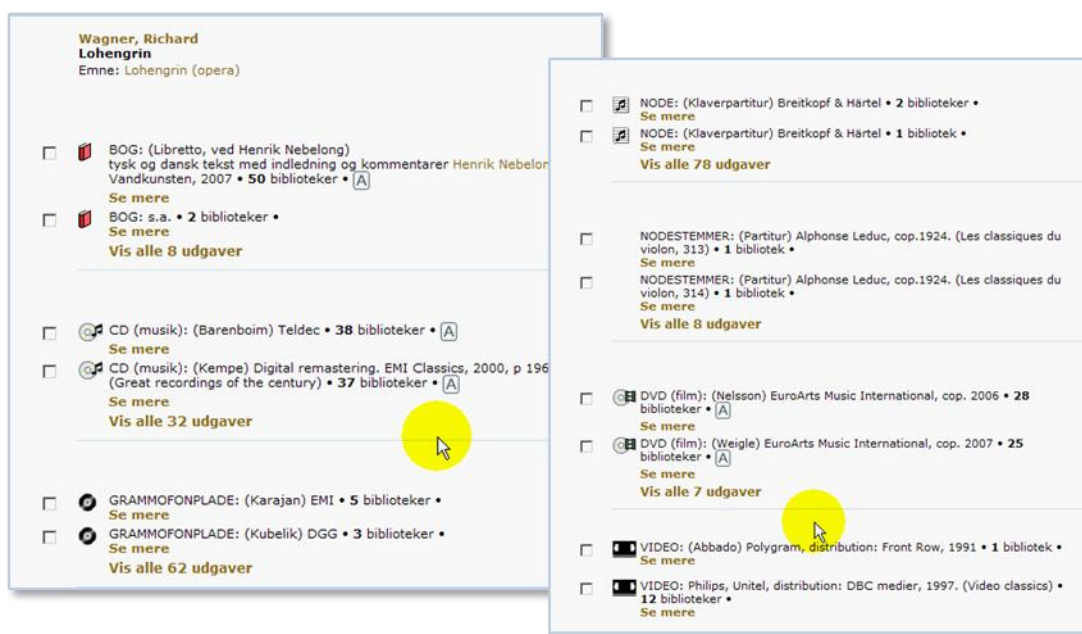 Wagner, Richard
Lohengrin
Emne: Lohengrin (opera)
BOG: (Libretto, ved Henrik Nebelong)
tysk og dansk tekst med indledning og kommentarer Henrik Nebelon
Vandkunsten, 2007 • 50 biblioteker • A
Se mere
BOG: s.a. • 2 biblioteker •
Se mere
Vis alle 8 udgaver
CD (musik): (Barenboim) Teldec • 38 biblioteker • A
Se mere
CD (musik): (Kempe) Digital remastering. EMI Classics, 2000, p 196
(Great recordings of the century) • 37 biblioteker • A
Se mere
Vis alle 32 udgaver
GRAMMOFONPLADE: (Karajan) EMI • 5 biblioteker •
Se mere
GRAMMOFONPLADE: (Kubelik) DGG • 3 biblioteker •
Se mere
Vis alle 62 udgaver
NODE: (Klaverpartitur) Breitkopf & Härtel • 2 biblioteker •
Se mere
NODE: (Klaverpartitur) Breitkopf & Härtel • 1 bibliotek •
Se mere
Vis alle 78 udgaver
NODESTEMMER: (Partitur) Alphonse Leduc, cop.1924. (Les classiques du
violon, 313) • 1 bibliotek •
Se mere
NODESTEMMER: (Partitur) Alphonse Leduc, cop.1924. (Les classiques du
violon, 314) • 1 bibliotek •
Se mere
Vis alle 8 udgaver
DVD (film): (Nelsson) EuroArts Music International, cop. 2006 • 28
biblioteker • A
Se mere
DVD (film): (Weigle) EuroArts Music International, cop. 2007 • 25
biblioteker • A
Se mere
Vis alle 7 udgaver
VIDEO: (Abbado) Polygram, distribution: Front Row, 1991 • 1 bibliotek •
Se mere
VIDEO: Philips, Unitel, distribution: DBC medier, 1997. (Video classics) •
12 biblioteker •
Se mere